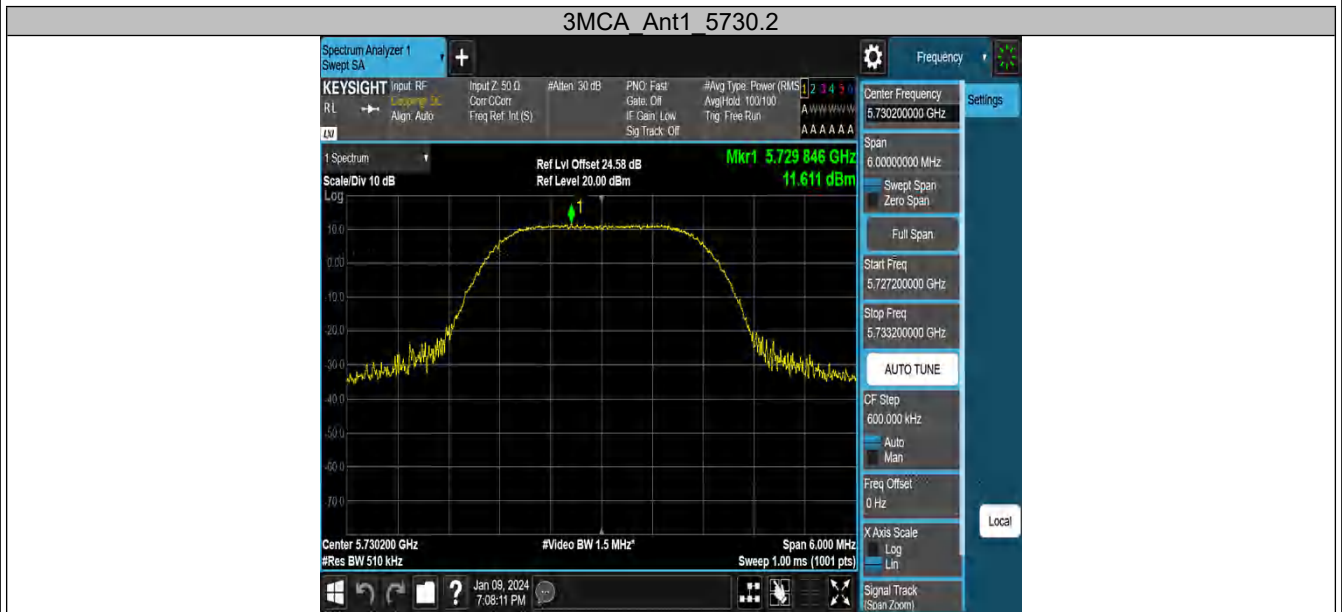 3MCA_Ant1_5730.2
Spectrum Analyzer 1
Swept SA
+
Frequency
KEYSIGHT
RL
LXI
Input: RF
Coupling: DC
Align: Auto
Input Z: 50 Ω
Corr CCorr
Freq Ref: Int (S)
#Atten: 30 dB
PNO: Fast
Gate: Off
IF Gain: Low
Sig Track: Off
#Avg Type: Power (RMS
Avg|Hold: 100/100
Trig: Free Run
1 2 3 4 5 6
A W W W W W
A A A A A A
1 Spectrum
Scale/Div 10 dB
Log
Ref Lvl Offset 24.58 dB
Ref Level 20.00 dBm
Mkr1 5.729 846 GHz
11.611 dBm
1
10.0
0.00
-10.0
-20.0
-30.0
-40.0
-50.0
-60.0
-70.0
Center 5.730200 GHz
#Res BW 510 kHz
#Video BW 1.5 MHz*
Span 6.000 MHz
Sweep 1.00 ms (1001 pts)
?
Jan 09, 2024
7:08:11 PM
Center Frequency
5.730200000 GHz
Settings
Span
6.00000000 MHz
Swept Span
Zero Span
Full Span
Start Freq
5.727200000 GHz
Stop Freq
5.733200000 GHz
AUTO TUNE
CF Step
600.000 kHz
Auto
Man
Freq Offset
0 Hz
X Axis Scale
Log
Lin
Local
Signal Track
(Span Zoom)